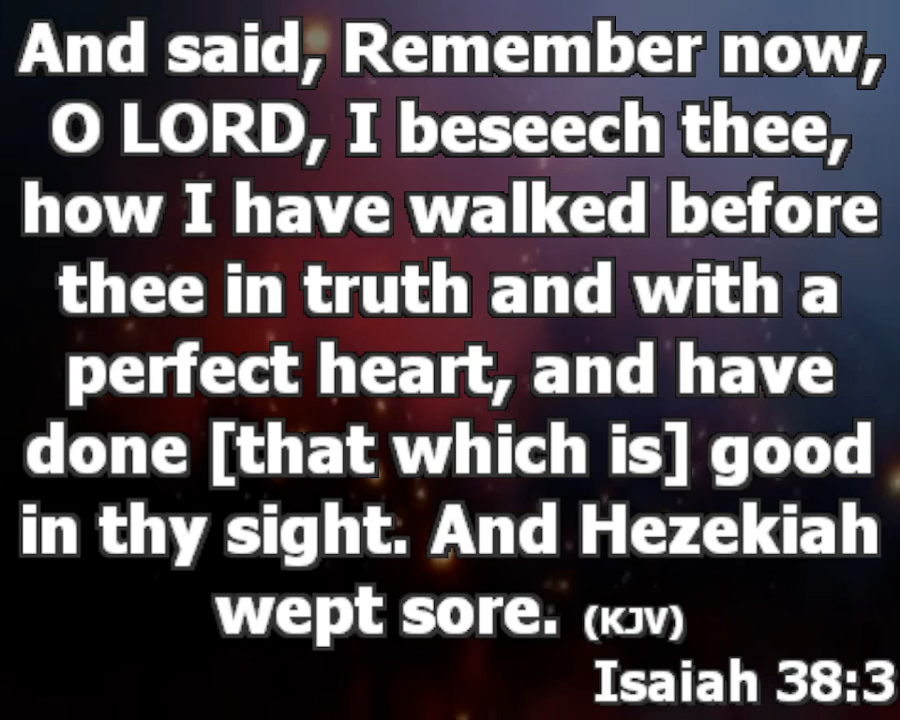 And said, Remember now,
O LORD, I beseech thee,
how I have walked before
thee in truth and with a
perfect heart, and have
done [that which is] good
in thy sight. And Hezekiah
wept sore. (KJV)
Isaiah 38:3